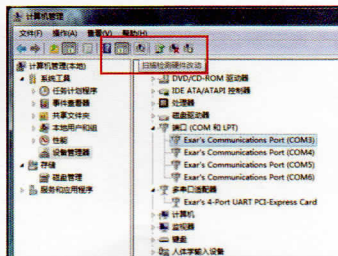 计算机管理
文件(F) 操作(A) 查看(V) 帮助(H)
扫描检测硬件改动
计算机管理(本地)
系统工具
任务计划程序
事件查看器
共享文件夹
本地用户和组
性能
设备管理器
存储
磁盘管理
服务和应用程序
DVD/CD-ROM 驱动器
IDE ATA/ATAPI 控制器
处理器
磁盘驱动器
端口 (COM 和 LPT)
Exar's Communications Port (COM3)
Exar's Communications Port (COM4)
Exar's Communications Port (COM5)
Exar's Communications Port (COM6)
多串口适配器
Exar's 4-Port UART PCI-Express Card
计算机
监视器
键盘
人体学输入设备